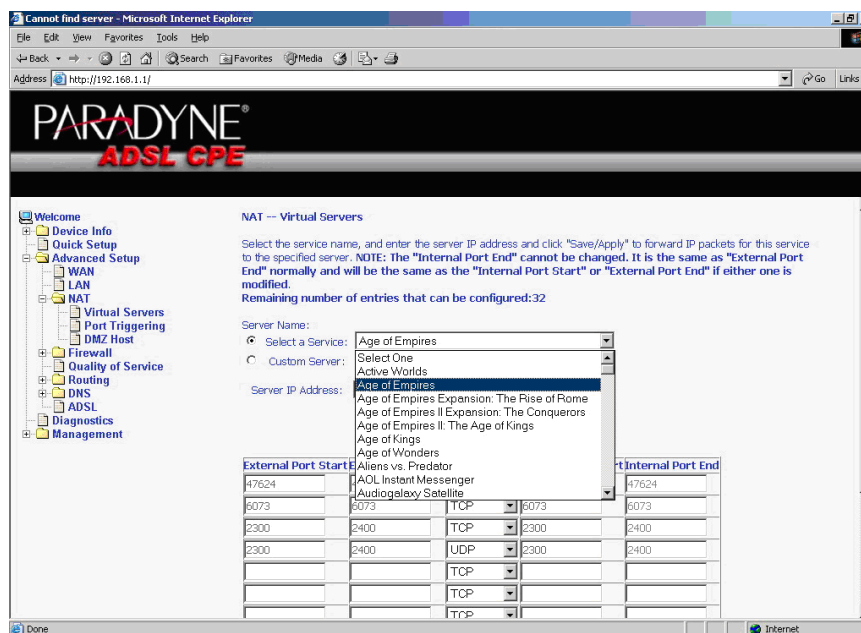 Cannot find server - Microsoft Internet Explorer
File Edit View Favorites Tools Help
Back Search Favorites Media
Address http://192.168.1.1/ Go Links
PARADYNE®
ADSL CPE
Welcome
Device Info
Quick Setup
Advanced Setup
WAN
LAN
NAT
Virtual Servers
Port Triggering
DMZ Host
Firewall
Quality of Service
Routing
DNS
ADSL
Diagnostics
Management
NAT -- Virtual Servers
Select the service name, and enter the server IP address and click "Save/Apply" to forward IP packets for this service
to the specified server. NOTE: The "Internal Port End" cannot be changed. It is the same as "External Port
End" normally and will be the same as the "Internal Port Start" or "External Port End" if either one is
modified.
Remaining number of entries that can be configured:32
Server Name:
Select a Service: Age of Empires
Custom Server:
Server IP Address:
Select One
Active Worlds
Age of Empires
Age of Empires Expansion: The Rise of Rome
Age of Empires II Expansion: The Conquerors
Age of Empires II: The Age of Kings
Age of Kings
Age of Wonders
Aliens vs. Predator
AOL Instant Messenger
Audiogalaxy Satellite
External Port Start Internal Port End
47624 47624
6073 6073 TCP 6073 6073
2300 2400 TCP 2300 2400
2300 2400 UDP 2300 2400
TCP
TCP
TCP
Done Internet